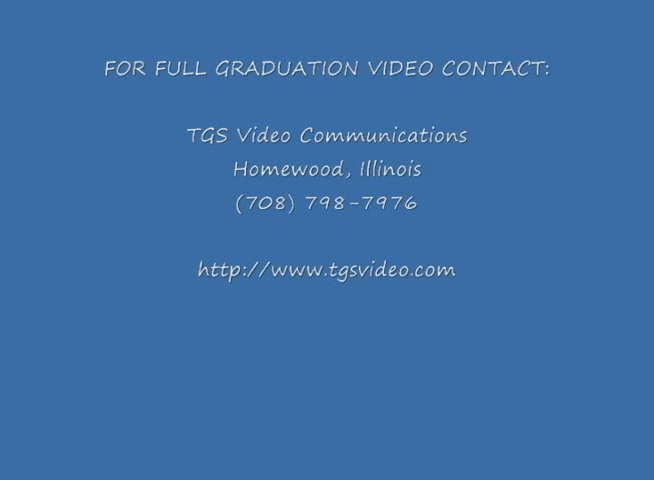 FOR FULL GRADUATION VIDEO CONTACT:
TGS Video Communications
Homewood, Illinois
(708) 798-7976
http://www.tgsvideo.com